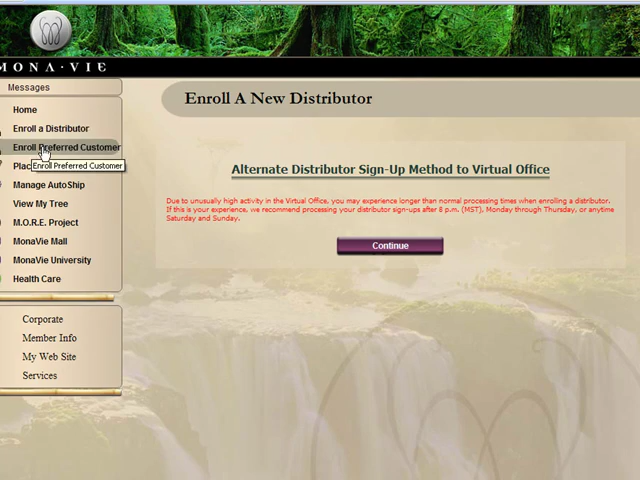 MONA·VIE
Messages
Home
Enroll a Distributor
Enroll Preferred Customer
Enroll Preferred Customer
Manage AutoShip
View My Tree
M.O.R.E. Project
MonaVie Mall
MonaVie University
Health Care
Corporate
Member Info
My Web Site
Services
Enroll A New Distributor
Alternate Distributor Sign-Up Method to Virtual Office
Due to unusually high activity in the Virtual Office, you may experience longer than normal processing times when enrolling a distributor.
If this is your experience, we recommend processing your distributor sign-ups after 8 p.m. (MST), Monday through Thursday, or anytime
Saturday and Sunday.
Continue